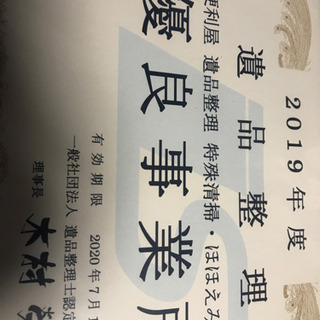 2019年度
遺品整理
便利屋 遺品整理 特殊清掃・ほほえみ
優良事業所
有効期限 2020年7月1
一般社団法人 遺品整理士認定
理事長 木村